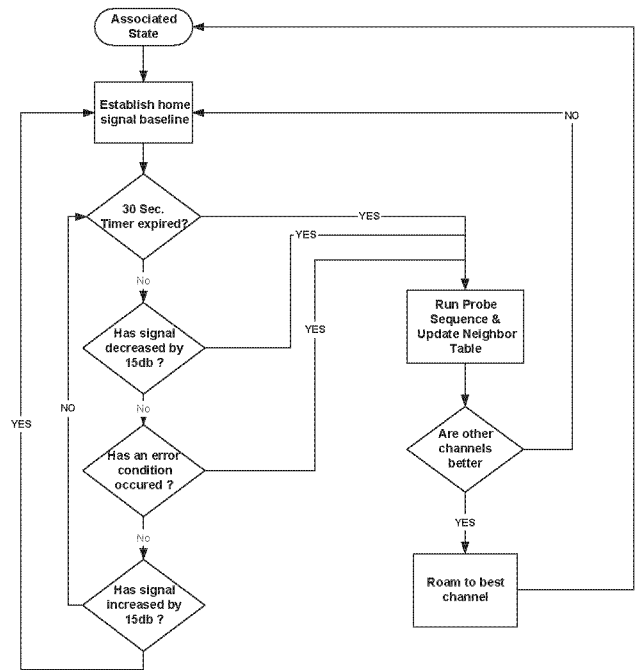 Associated
State
Establish home
signal baseline
NO
30 Sec.
Timer expired?
YES
YES
No
Run Probe
Sequence &
Update Neighbor
Table
YES
Has signal
decreased by
15db ?
No
NO
YES
Are other
channels
better
Has an error
condition
occured ?
YES
No
Has signal
increased by
15db ?
Roam to best
channel